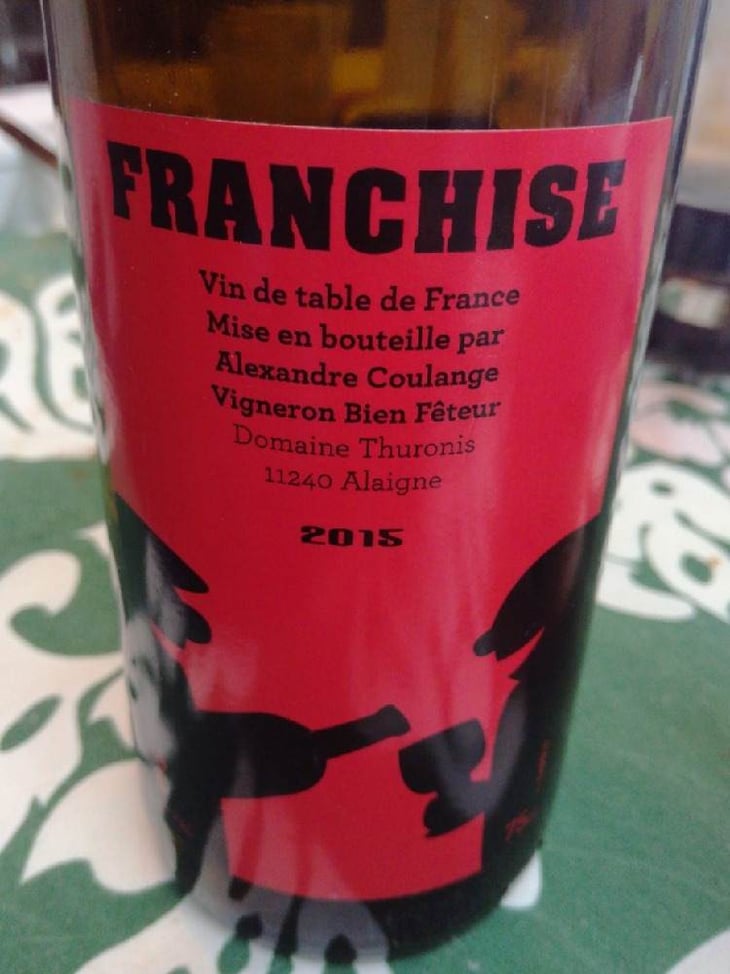 FRANCHISE
Vin de table de France
Mise en bouteille par
Alexandre Coulange
Vigneron Bien Fêteur
Domaine Thuronis
11240 Alaigne
2015